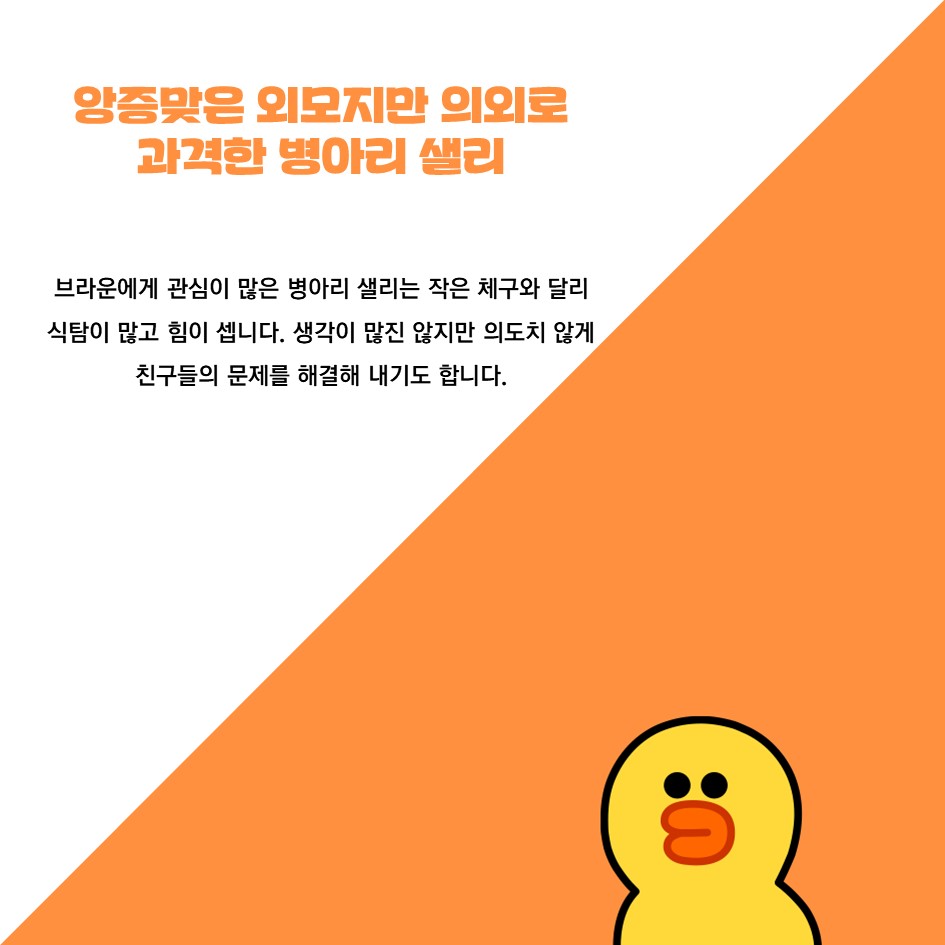 앙증맞은 외모지만 의외로
과격한 병아리 샐리
브라운에게 관심이 많은 병아리 샐리는 작은 체구와 달리
식탐이 많고 힘이 셉니다. 생각이 많진 않지만 의도치 않게
친구들의 문제를 해결해 내기도 합니다.